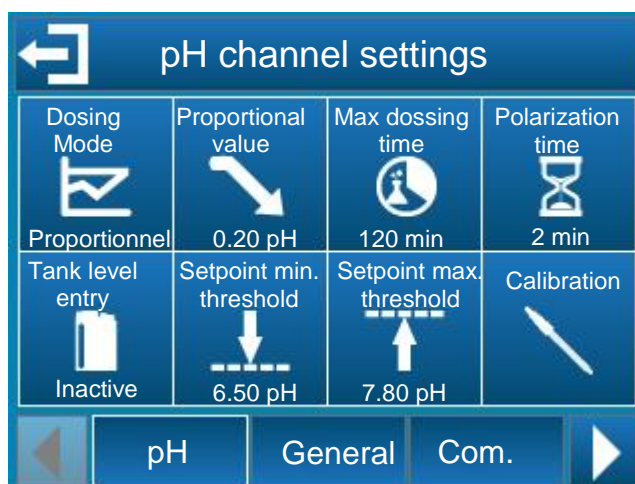 pH channel settings
Dosing
Mode
Proportionnel
Proportional
value
0.20 pH
Max dossing
time
120 min
Polarization
time
2 min
Tank level
entry
Inactive
Setpoint min.
threshold
6.50 pH
Setpoint max.
threshold
7.80 pH
Calibration
pH
General
Com.